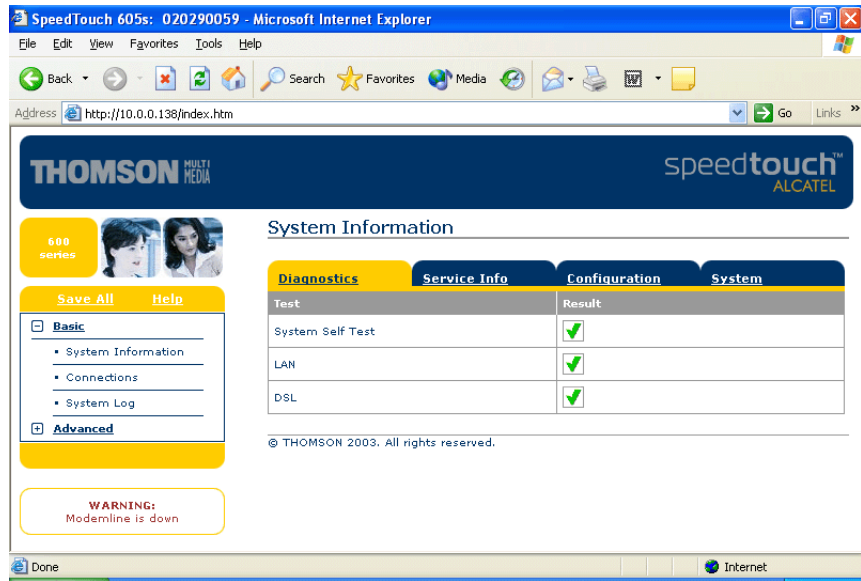 SpeedTouch 605s: 020290059 - Microsoft Internet Explorer
File Edit View Favorites Tools Help
Back Search Favorites Media
Address http://10.0.0.138/index.htm Go Links »
THOMSON MULTI MEDIA
speedtouch™
ALCATEL
600 series
System Information
Diagnostics Service Info Configuration System
Save All Help
Test Result
Basic
System Self Test
System Information
LAN
Connections
DSL
System Log
Advanced
© THOMSON 2003. All rights reserved.
WARNING:
Modemline is down
Done Internet